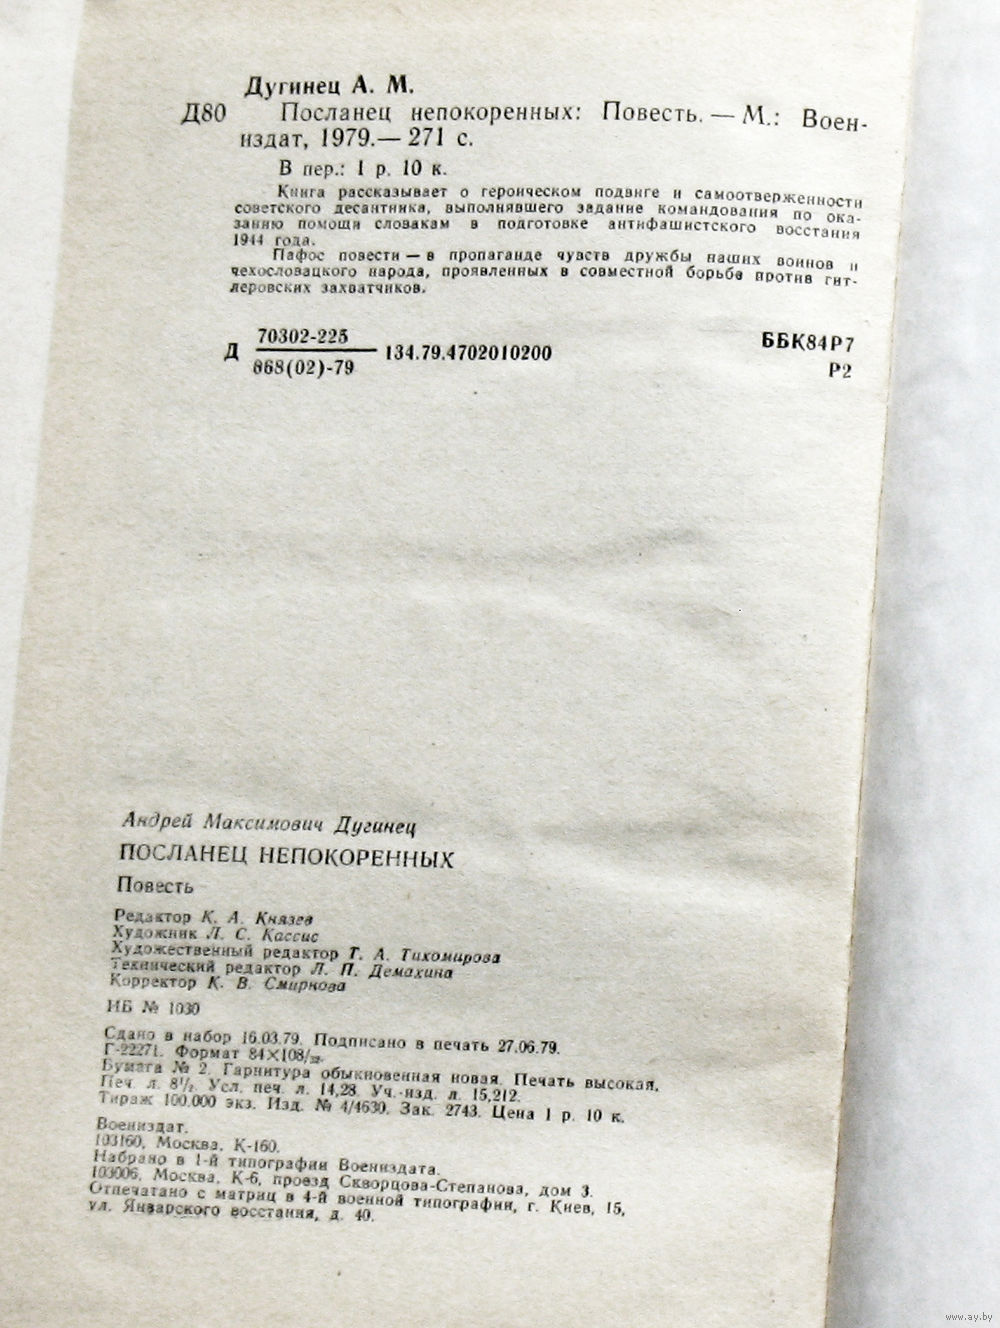 Дугинец А. М.
Д80 Посланец непокоренных: Повесть. — М.: Воен-
издат, 1979. — 271 с.
В пер.: 1 р. 10 к.
Книга рассказывает о героическом подвиге и самоотверженности
советского десантника, выполнявшего задание командования по ока-
занию помощи словакам в подготовке антифашистского восстания
1944 года.
Пафос повести — в пропаганде чувств дружбы наших воинов и
чехословацкого народа, проявленных в совместной борьбе против гит-
леровских захватчиков.
70302-225
Д 134.79.4702010200
068(02)-79
ББК84Р7
Р2
Андрей Максимович Дугинец
ПОСЛАНЕЦ НЕПОКОРЕННЫХ
Повесть
Редактор К. А. Князев
Художник Л. С. Кассис
Художественный редактор Т. А. Тихомирова
Технический редактор Л. П. Демахина
Корректор К. В. Смирнова
ИБ № 1030
Сдано в набор 16.03.79. Подписано в печать 27.06.79.
Г-22271. Формат 84×108/32.
Бумага № 2. Гарнитура обыкновенная новая. Печать высокая.
Печ. л. 8½. Усл. печ. л. 14,28. Уч.-изд. л. 15,212.
Тираж 100.000 экз. Изд. № 4/4630. Зак. 2743. Цена 1 р. 10 к.
Воениздат.
103160, Москва, К-160.
Набрано в 1-й типографии Воениздата.
103006, Москва, К-6, проезд Скворцова-Степанова, дом 3.
Отпечатано с матриц в 4-й военной типографии, г. Киев, 15,
ул. Январского восстания, д. 40.
www.ay.by